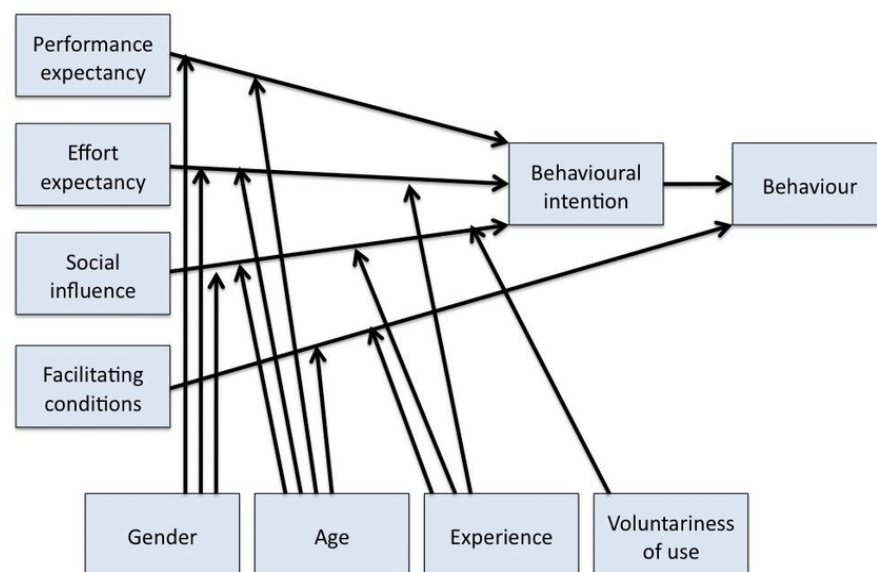 Performance
expectancy
Effort
expectancy
Social
influence
Facilitating
conditions
Behavioural
intention
Behaviour
Gender
Age
Experience
Voluntariness
of use